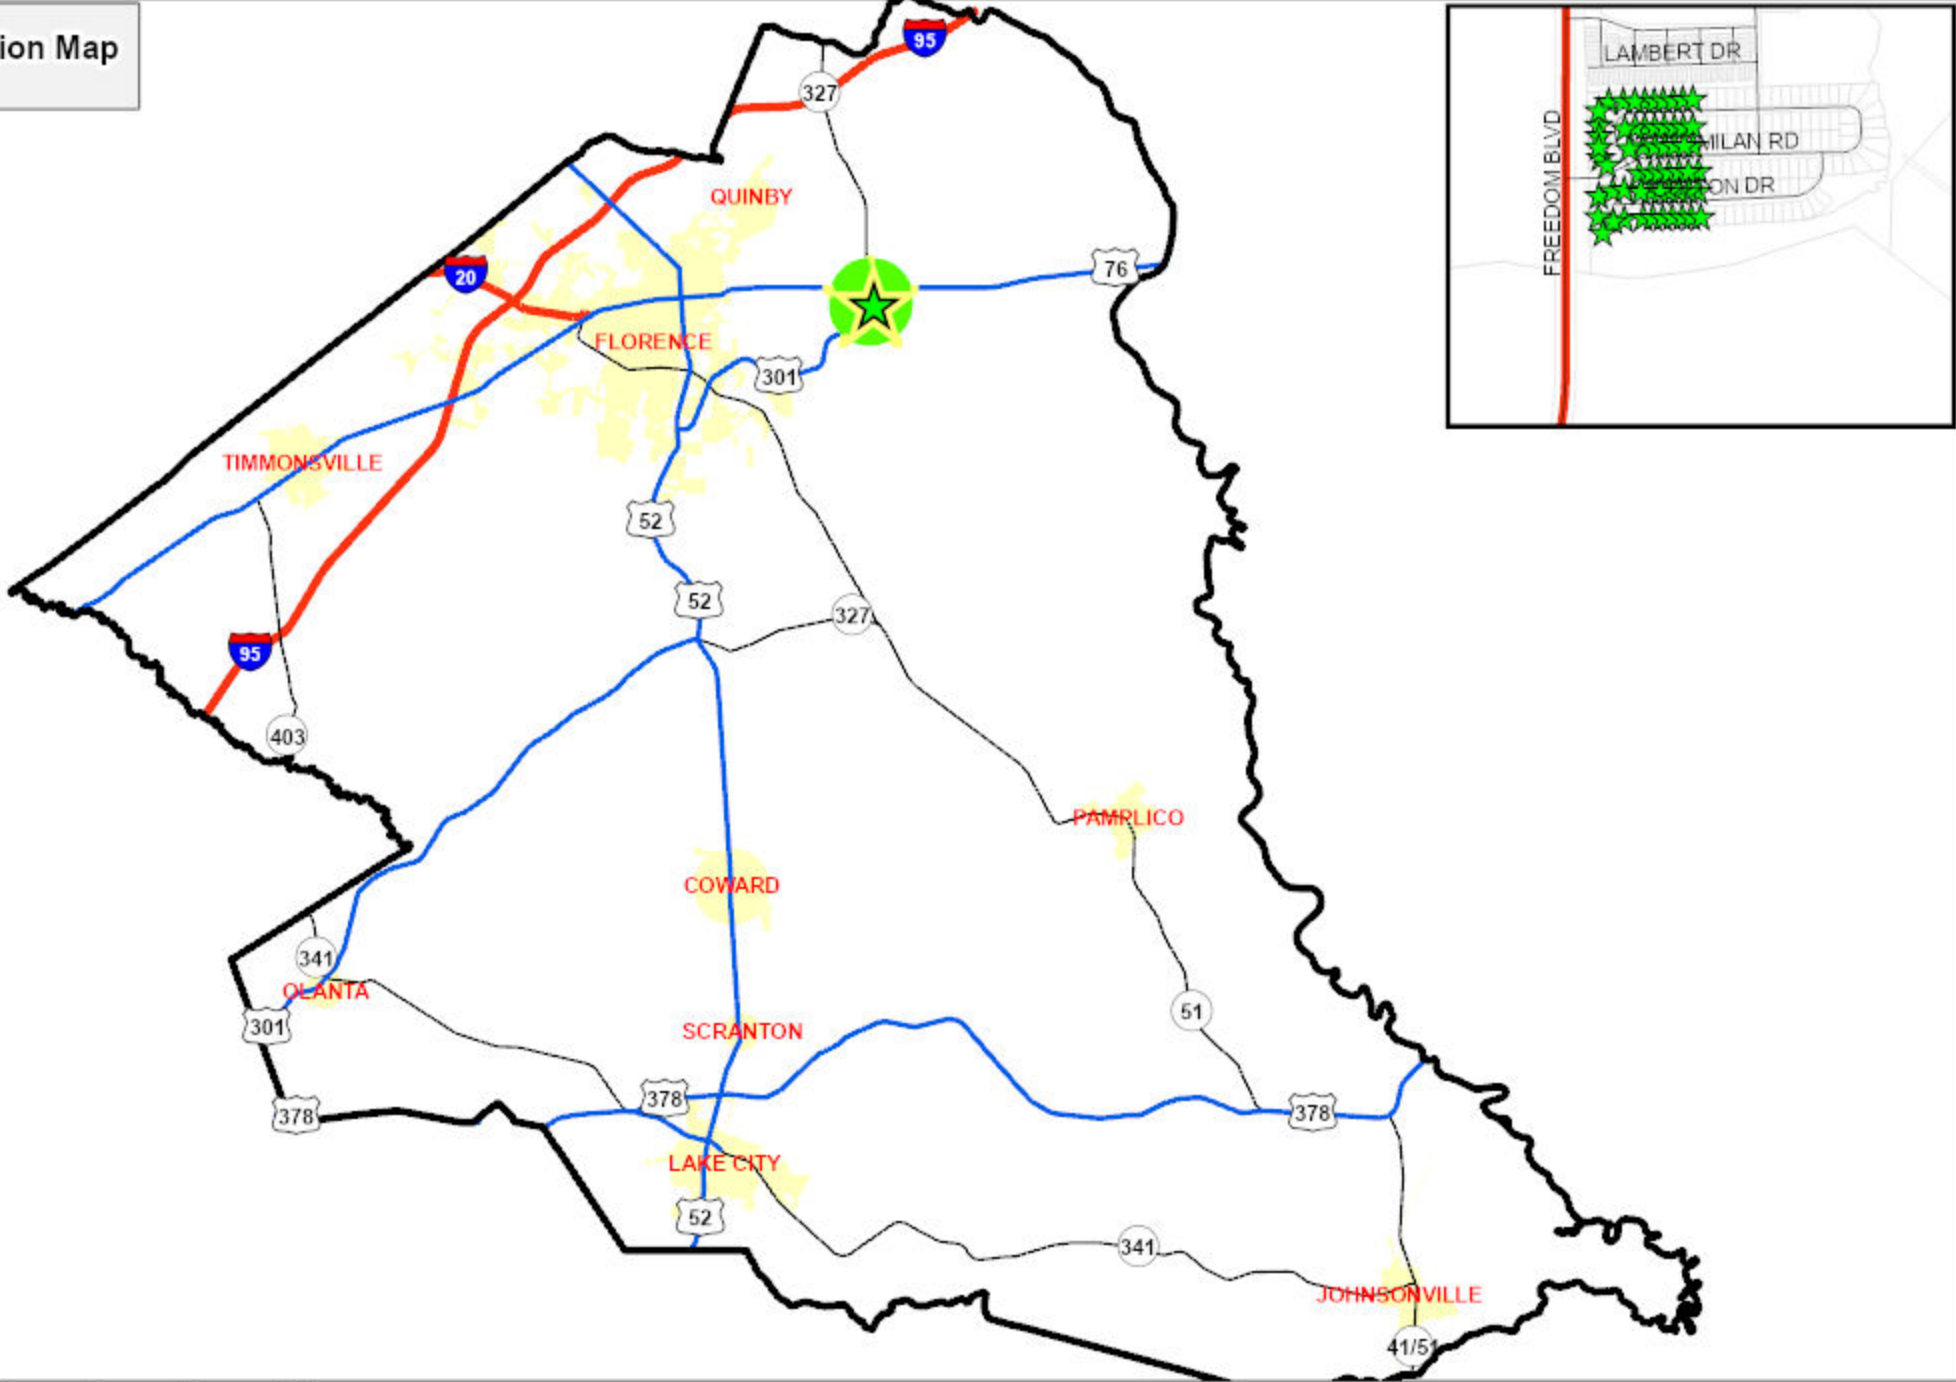 ion Map
95
327
QUINBY
20
76
FLORENCE
301
TIMMONSVILLE
52
52
327
95
403
PAMPLICO
COWARD
341
OLANTA
51
301
SCRANTON
378
378
378
LAKE CITY
52
341
JOHNSONVILLE
41/51
LAMBERT DR
FREEDOM BLVD
MILAN RD
ON DR